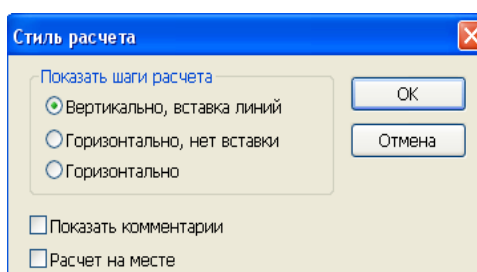 Стиль расчета
Показать шаги расчета
Вертикально, вставка линий
Горизонтально, нет вставки
Горизонтально
OK
Отмена
Показать комментарии
Расчет на месте